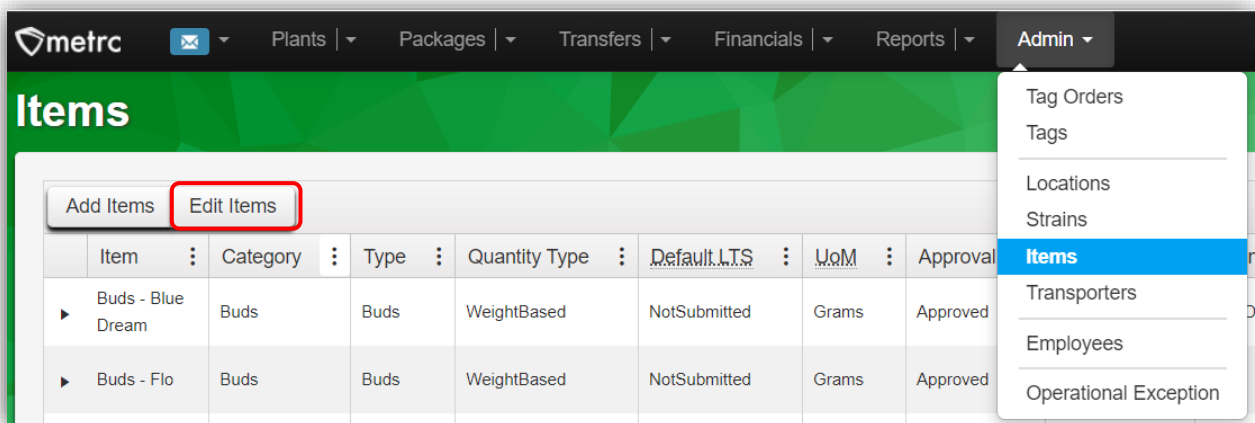 metrc Plants | Packages | Transfers | Financials | Reports | Admin
Items
Tag Orders
Tags
Locations
Strains
Items
Transporters
Employees
Operational Exception
Add Items Edit Items
Item Category Type Quantity Type Default LTS UoM Approval
Buds - Blue Dream Buds Buds WeightBased NotSubmitted Grams Approved
Buds - Flo Buds Buds WeightBased NotSubmitted Grams Approved